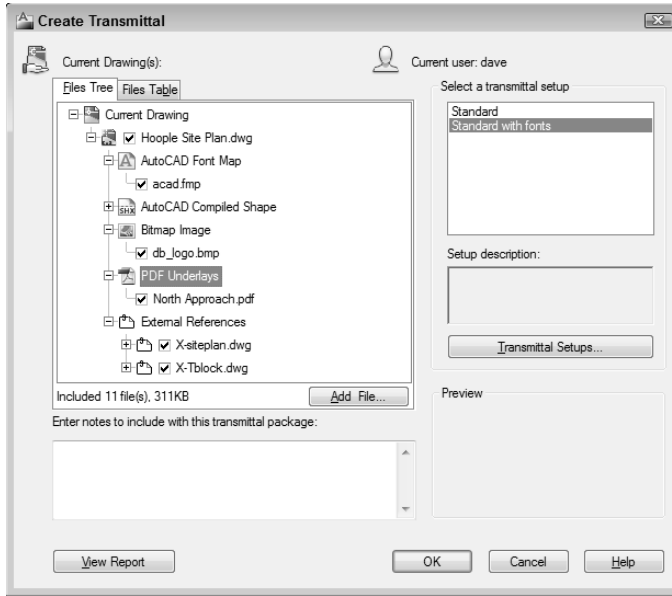 Create Transmittal
Current Drawing(s):
Current user: dave
Files Tree
Files Table
Current Drawing
Hoople Site Plan.dwg
AutoCAD Font Map
acad.fmp
SHX
AutoCAD Compiled Shape
Bitmap Image
db_logo.bmp
PDF Underlays
North Approach.pdf
External References
X-siteplan.dwg
X-Tblock.dwg
Included 11 file(s), 311KB
Add File...
Enter notes to include with this transmittal package:
Select a transmittal setup
Standard
Standard with fonts
Setup description:
Transmittal Setups...
Preview
View Report
OK
Cancel
Help